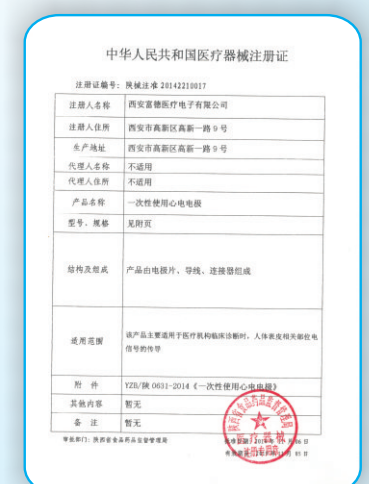 中华人民共和国医疗器械注册证
注册证编号：陕械注准 20142210017
注册人名称 西安富德医疗电子有限公司
注册人住所 西安市高新区高新一路 9 号
生产地址 西安市高新区高新一路 9 号
代理人名称 不适用
代理人住所 不适用
产品名称 一次性使用心电电极
型号、规格 见附页
结构及组成 产品由电极片、导线、连接器组成
适用范围 该产品主要适用于医疗机构临床诊断时，人体表皮相关部位电
信号的传导
附 件 YZB/陕 0631-2014《一次性使用心电电极》
其他内容 暂无
备 注 暂无
审批部门：陕西省食品药品监督管理局